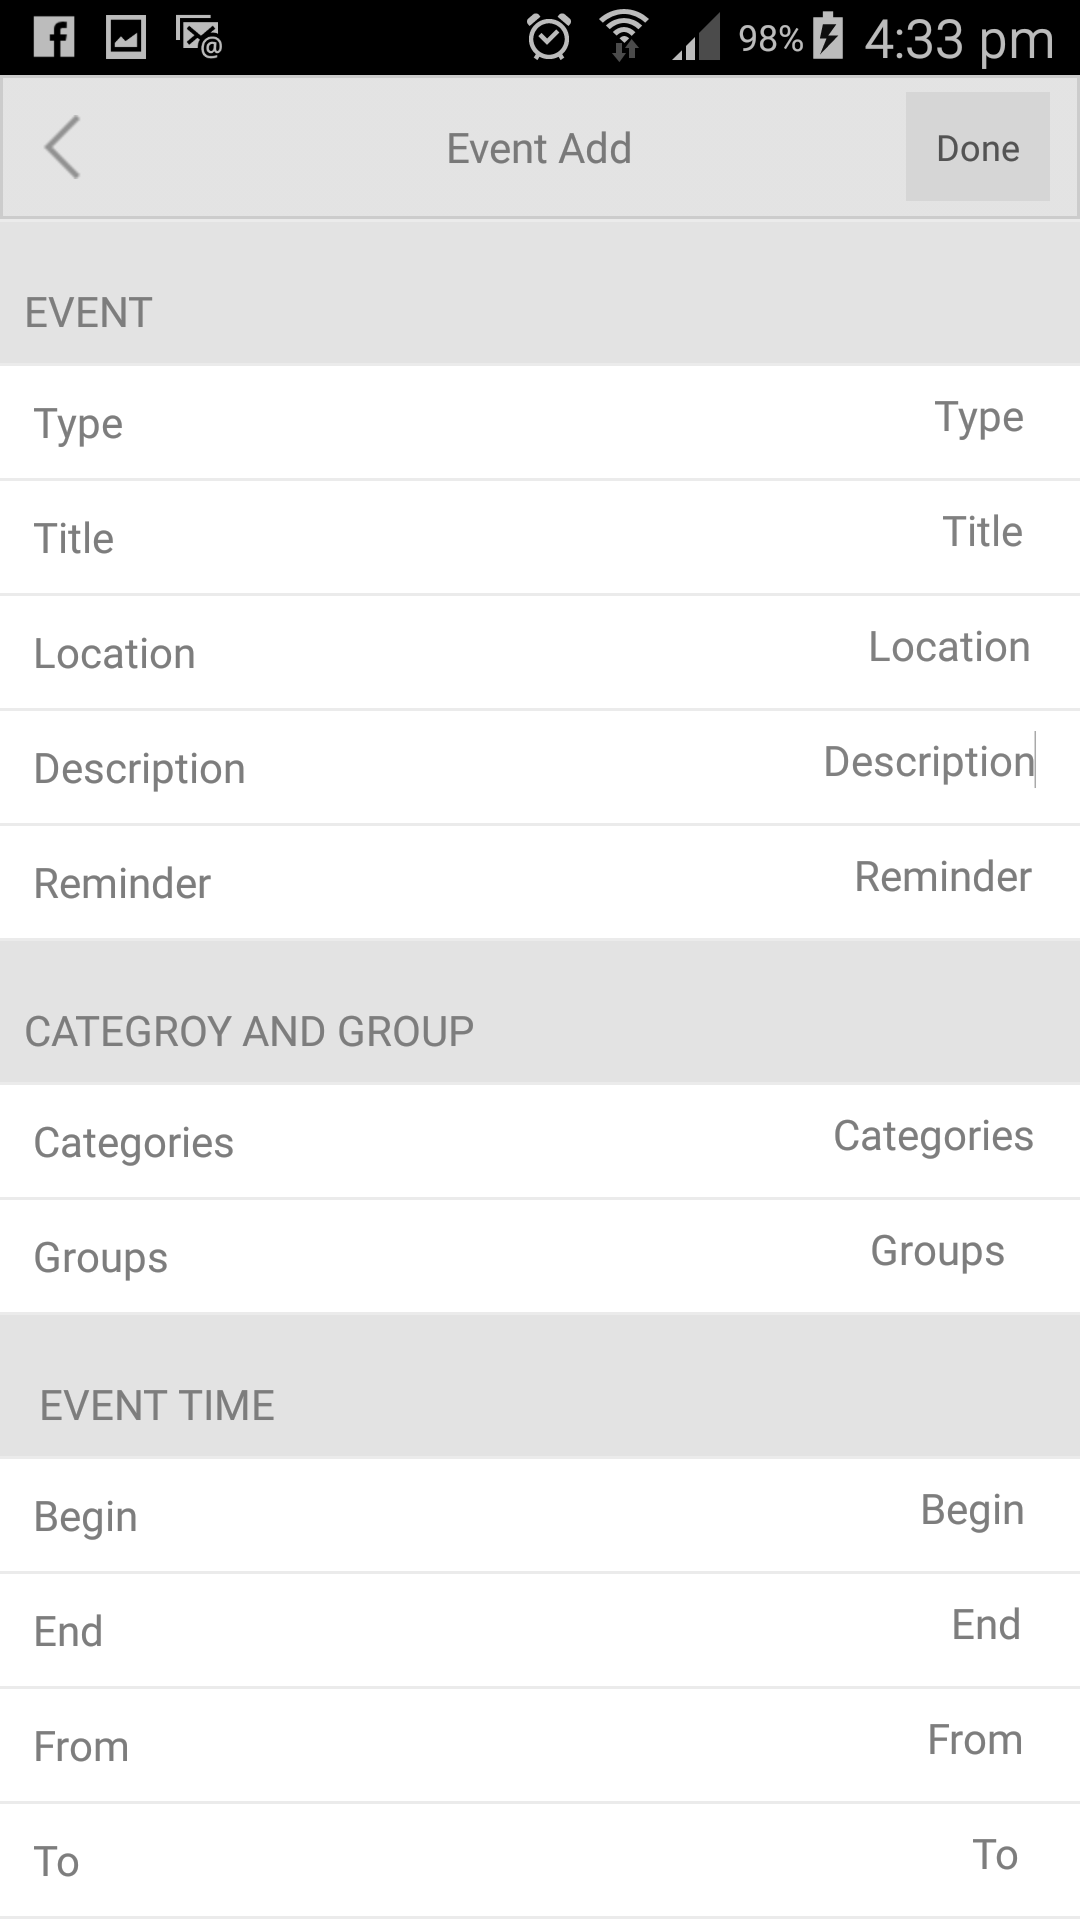 98% 4:33 pm
Event Add Done
EVENT
Type Type
Title Title
Location Location
Description Description
Reminder Reminder
CATEGROY AND GROUP
Categories Categories
Groups Groups
EVENT TIME
Begin Begin
End End
From From
To To